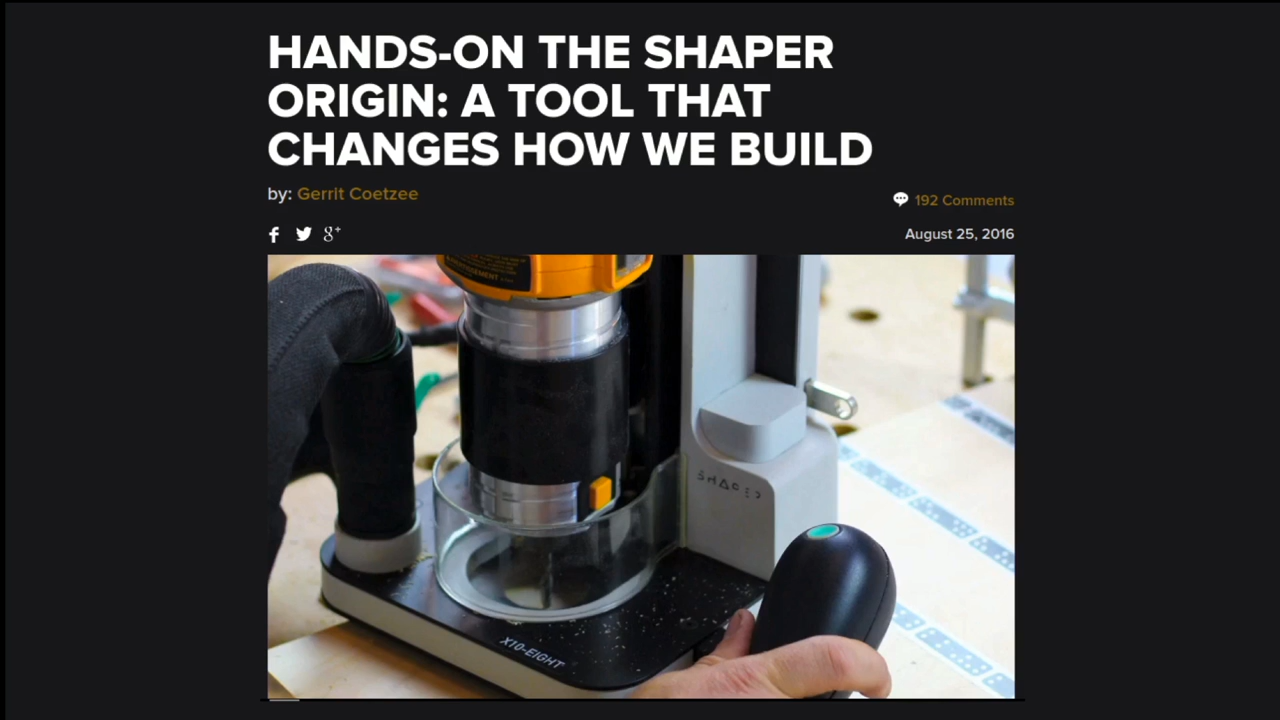 HANDS-ON THE SHAPER
ORIGIN: A TOOL THAT
CHANGES HOW WE BUILD
by: Gerrit Coetzee
192 Comments
August 25, 2016
SHAPER
X10-EIGHT